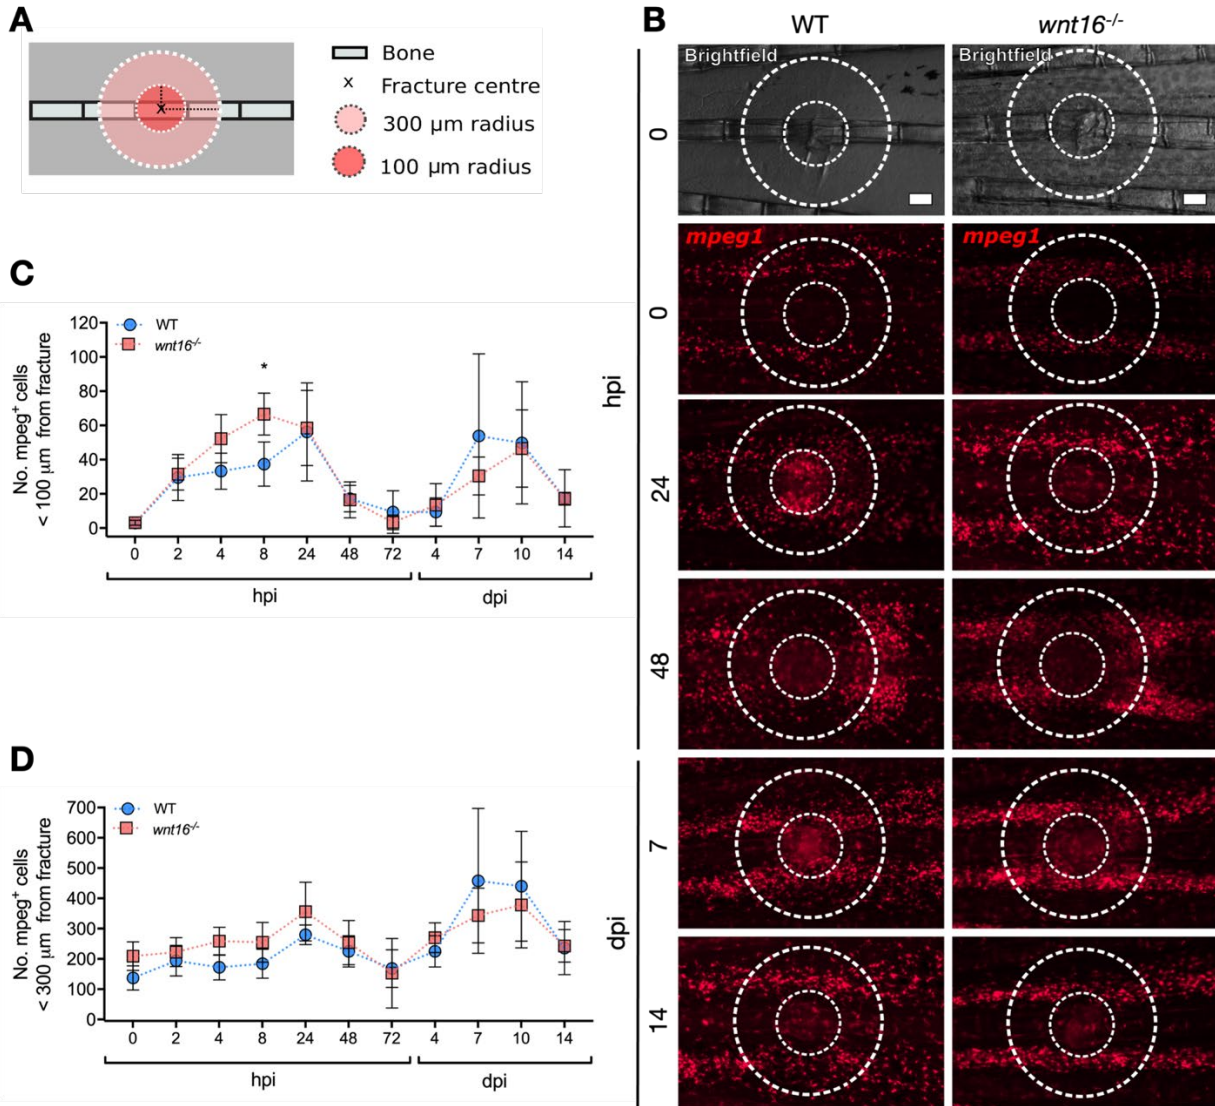 A
Bone
x Fracture centre
300 μm radius
100 μm radius
B
WT
wnt16-/-
Brightfield
Brightfield
0
mpeg1
mpeg1
0
24
48
hpi
7
14
dpi
C
No. mpeg+ cells
< 100 μm from fracture
WT
wnt16-/-
*
120
100
80
60
40
20
0
0 2 4 8 24 48 72 4 7 10 14
hpi dpi
D
No. mpeg+ cells
< 300 μm from fracture
WT
wnt16-/-
700
600
500
400
300
200
100
0
0 2 4 8 24 48 72 4 7 10 14
hpi dpi